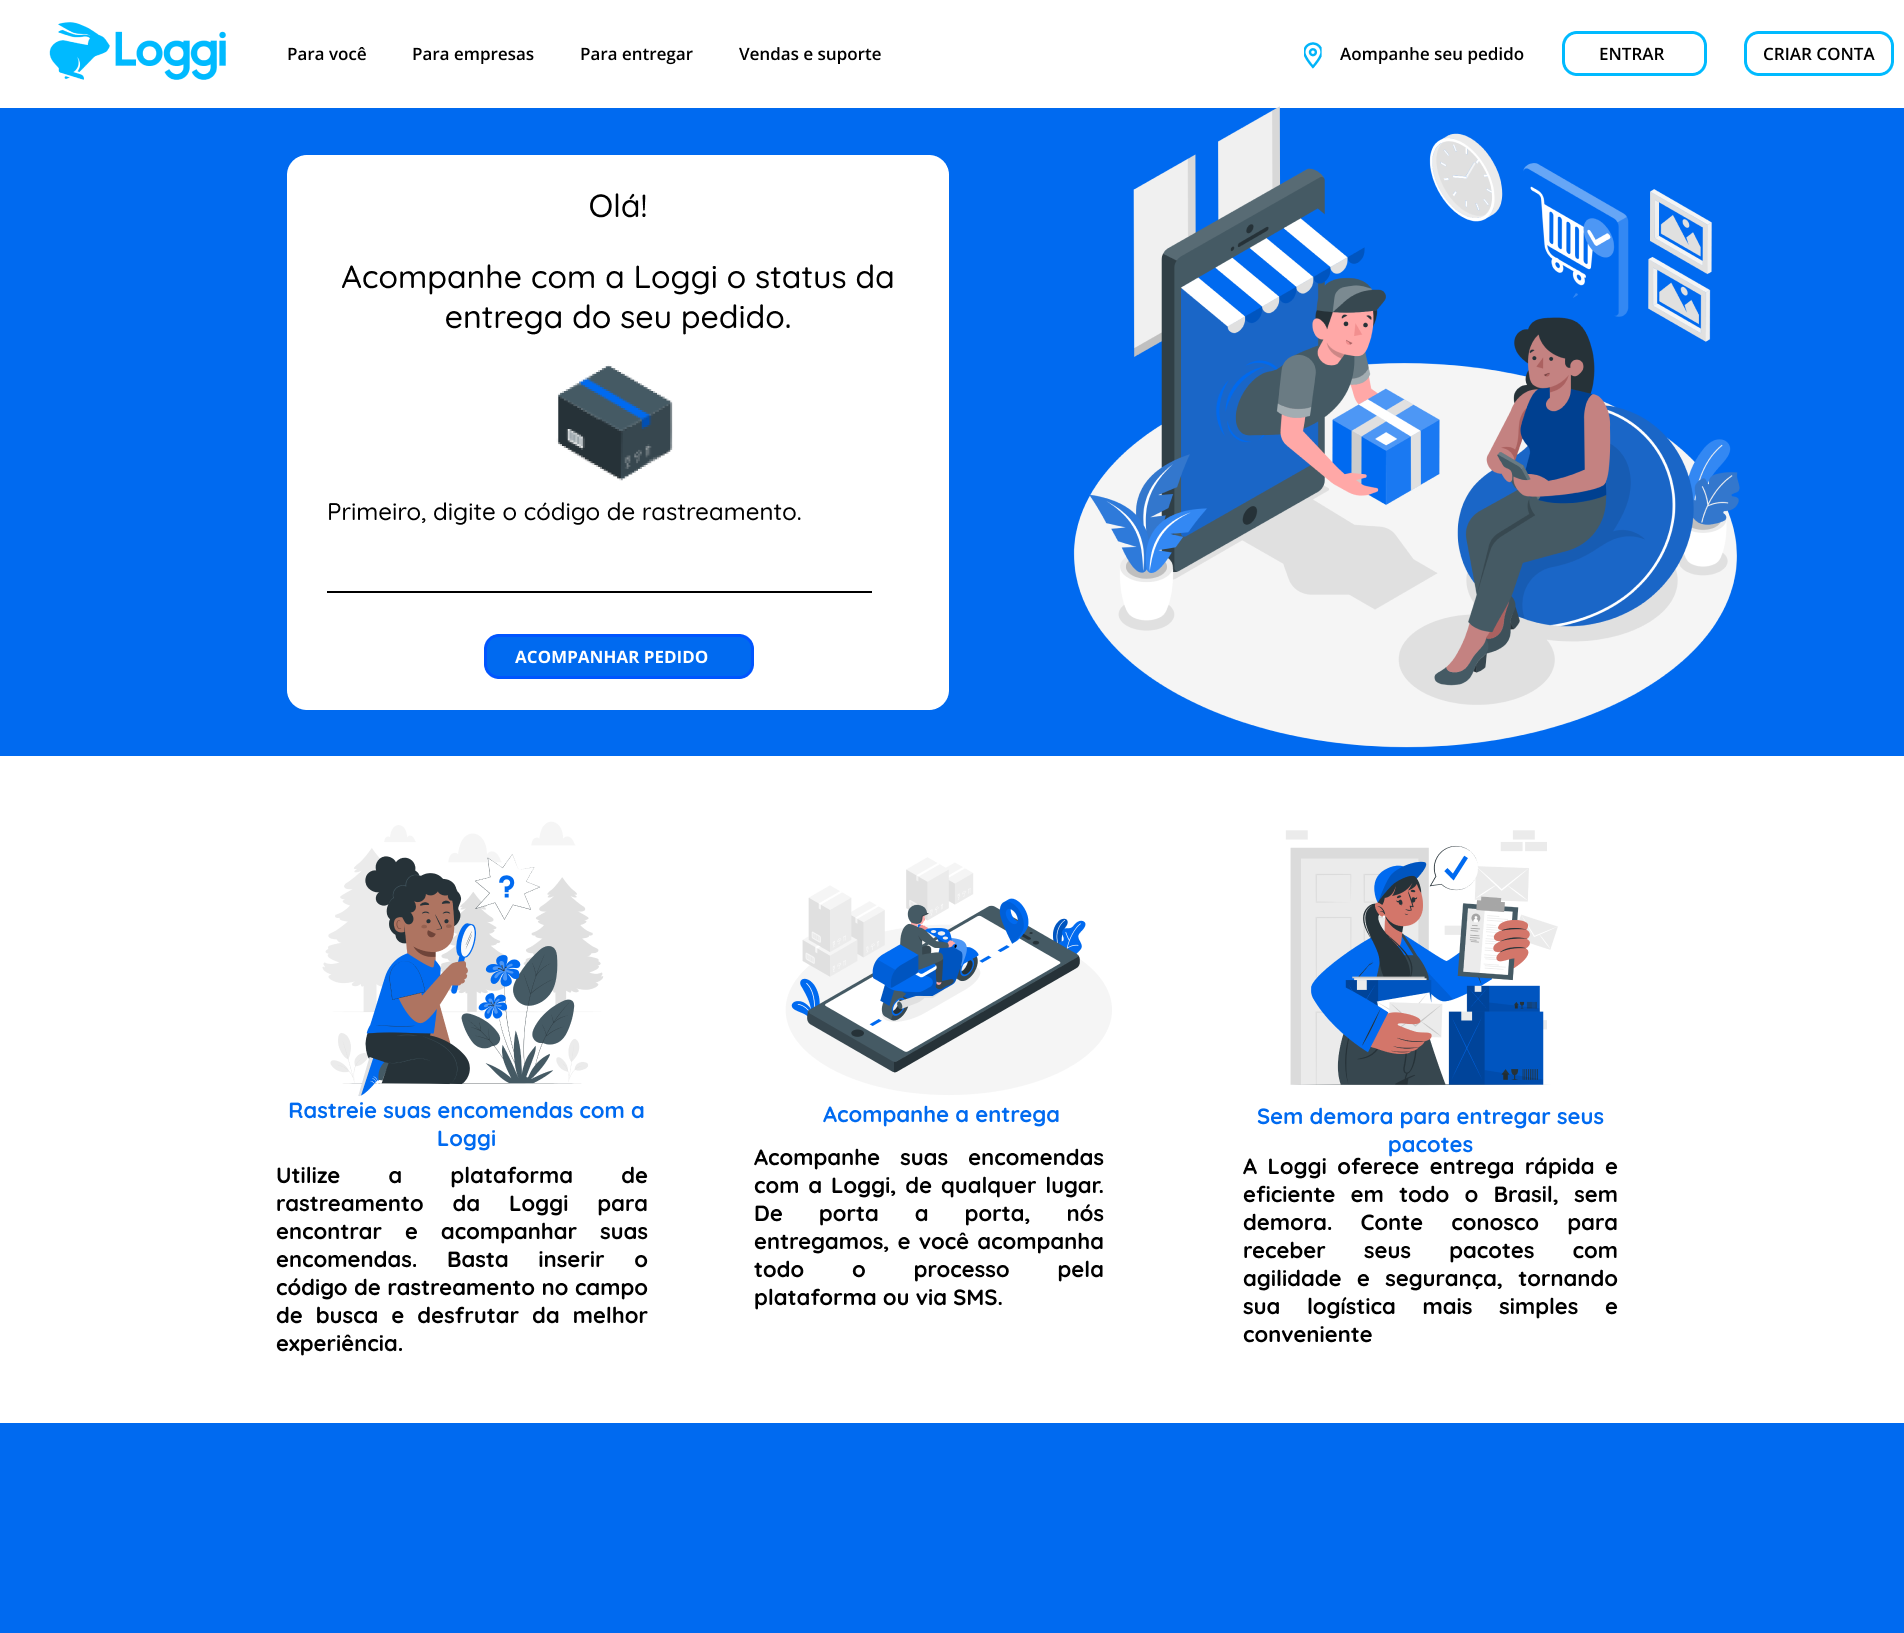 Loggi
Para você
Para empresas
Para entregar
Vendas e suporte
Aompanhe seu pedido
ENTRAR
CRIAR CONTA
Olá!
Acompanhe com a Loggi o status da
entrega do seu pedido.
Primeiro, digite o código de rastreamento.
ACOMPANHAR PEDIDO
?
Rastreie suas encomendas com a
Loggi
Utilize a plataforma de
rastreamento da Loggi para
encontrar e acompanhar suas
encomendas. Basta inserir o
código de rastreamento no campo
de busca e desfrutar da melhor
experiência.
Acompanhe a entrega
Acompanhe suas encomendas
com a Loggi, de qualquer lugar.
De porta a porta, nós
entregamos, e você acompanha
todo o processo pela
plataforma ou via SMS.
Sem demora para entregar seus
pacotes
A Loggi oferece entrega rápida e
eficiente em todo o Brasil, sem
demora. Conte conosco para
receber seus pacotes com
agilidade e segurança, tornando
sua logística mais simples e
conveniente